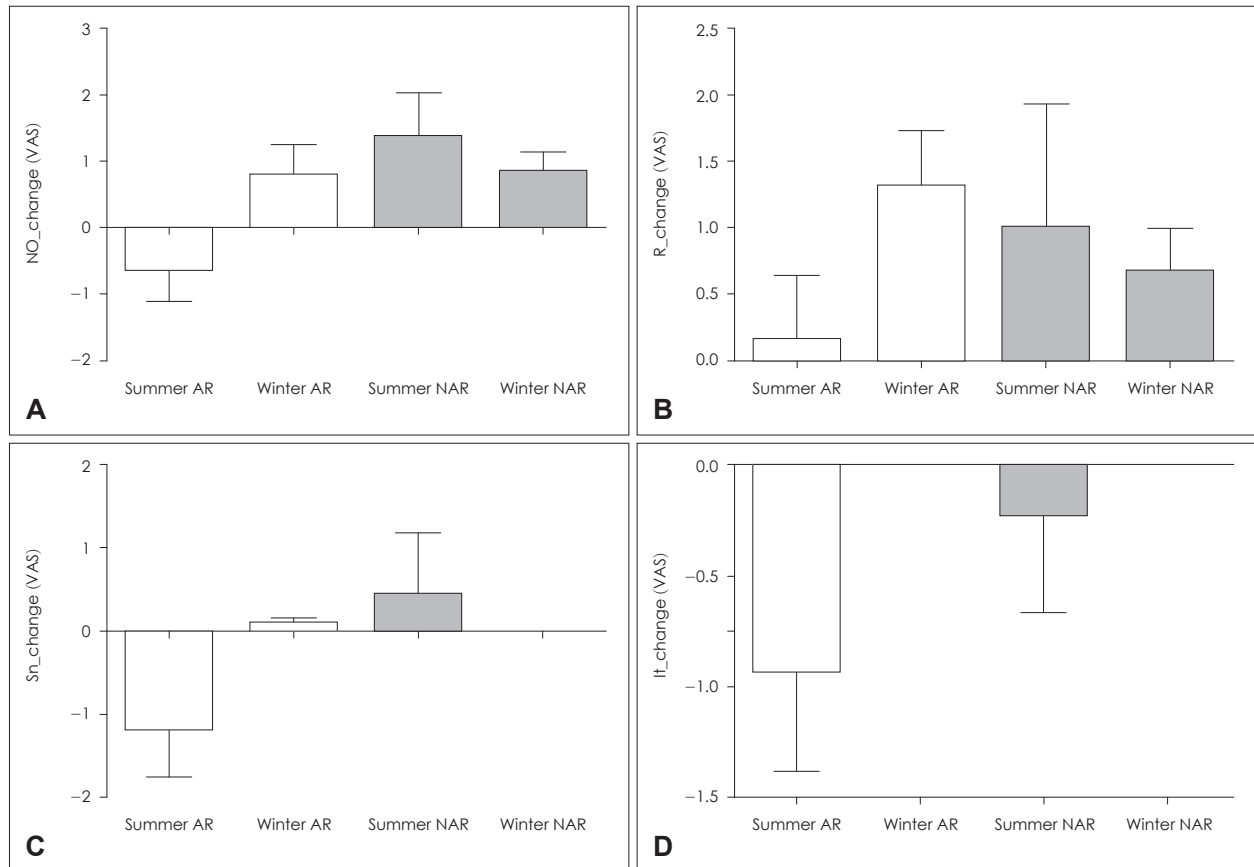 3
2
1
0
−1
−2
NO_change (VAS)
Summer AR Winter AR Summer NAR Winter NAR
A
2.5
2.0
1.5
1.0
0.5
0.0
R_change (VAS)
Summer AR Winter AR Summer NAR Winter NAR
B
2
1
0
−1
−2
Sn_change (VAS)
Summer AR Winter AR Summer NAR Winter NAR
C
0.0
−0.5
−1.0
−1.5
It_change (VAS)
Summer AR Winter AR Summer NAR Winter NAR
D